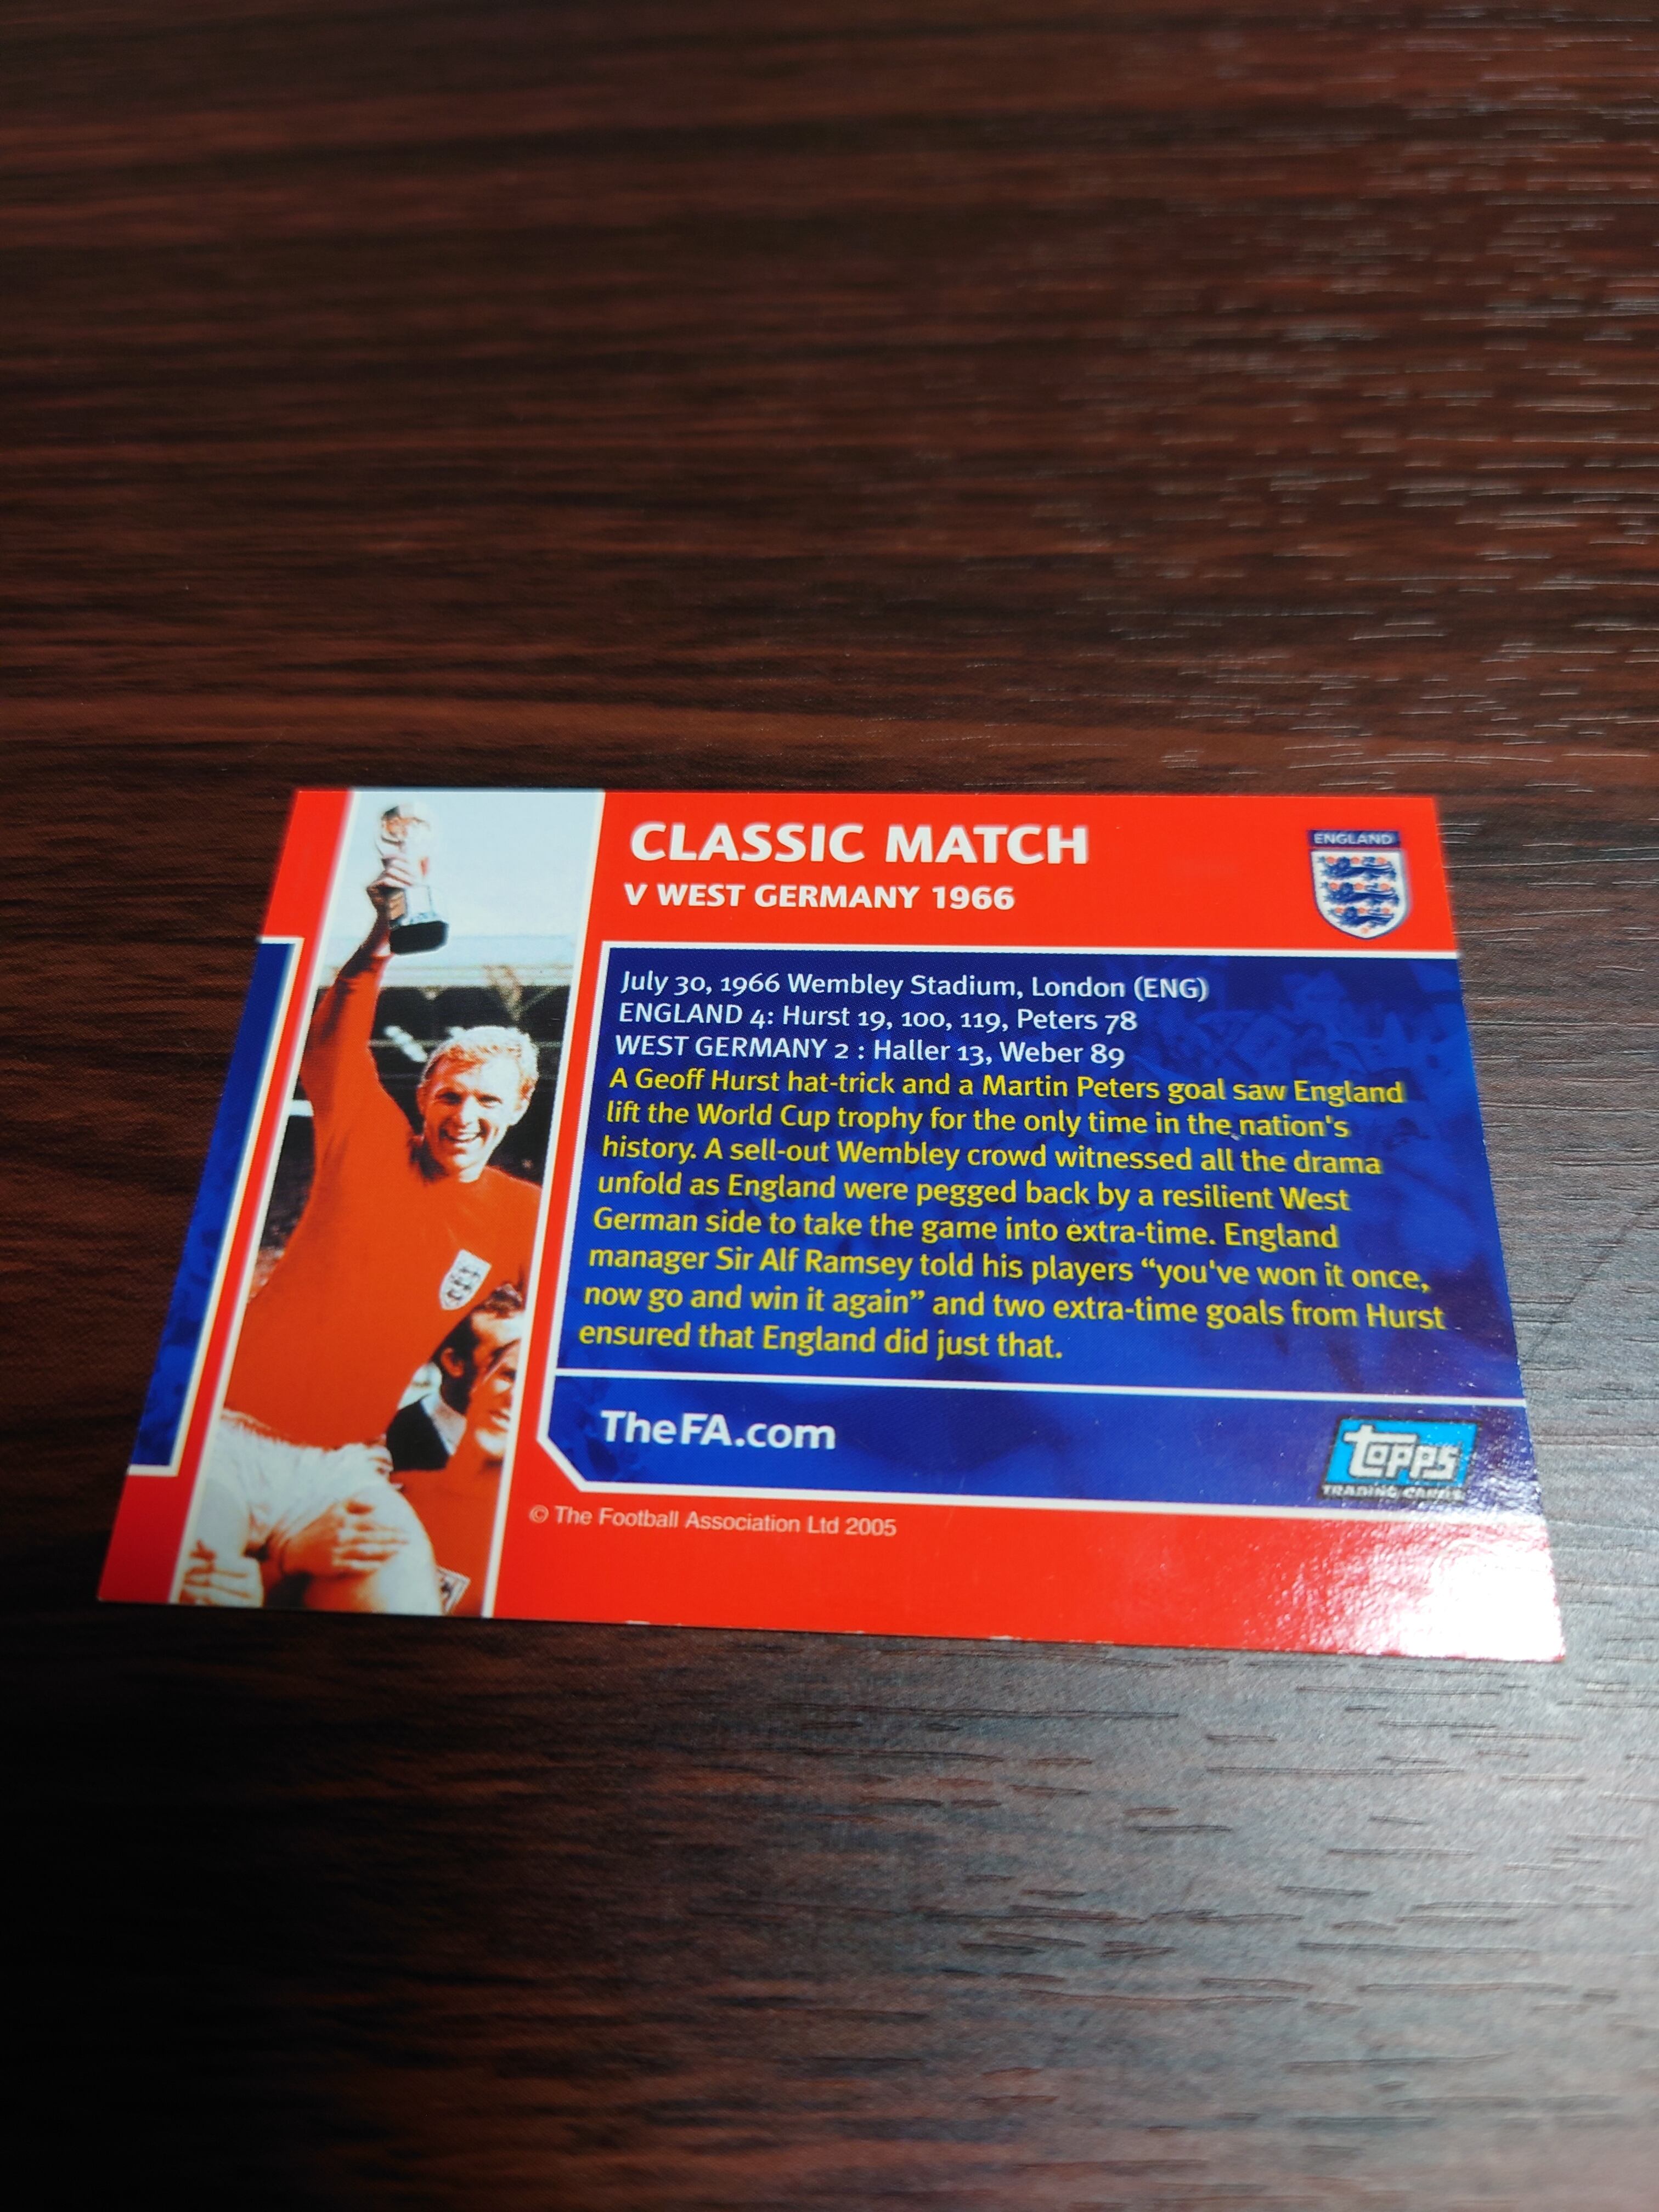 CLASSIC MATCH
V WEST GERMANY 1966
ENGLAND
July 30, 1966 Wembley Stadium, London (ENG)
ENGLAND 4: Hurst 19, 100, 119, Peters 78
WEST GERMANY 2 : Haller 13, Weber 89
A Geoff Hurst hat-trick and a Martin Peters goal saw England
lift the World Cup trophy for the only time in the nation's
history. A sell-out Wembley crowd witnessed all the drama
unfold as England were pegged back by a resilient West
German side to take the game into extra-time. England
manager Sir Alf Ramsey told his players “you've won it once,
now go and win it again” and two extra-time goals from Hurst
ensured that England did just that.
TheFA.com
topps
TRADING CARDS
© The Football Association Ltd 2005